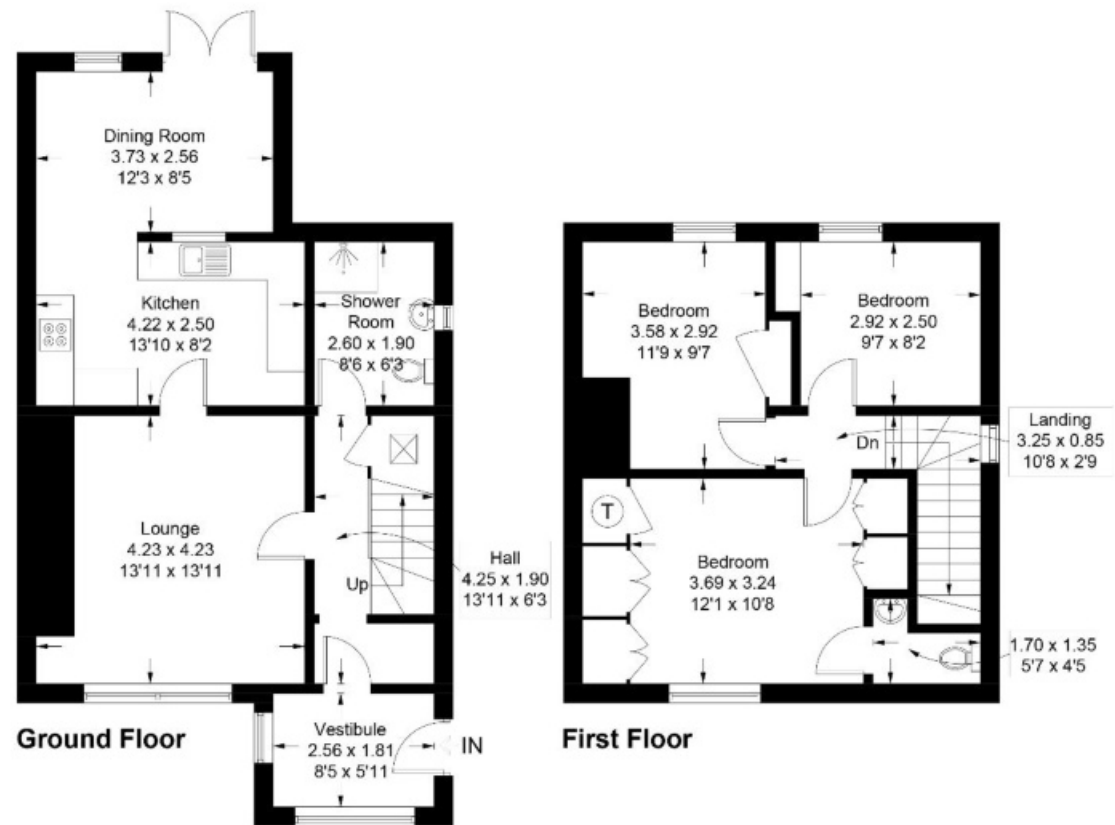 Dining Room
3.73 x 2.56
12'3 x 8'5
Kitchen
4.22 x 2.50
13'10 x 8'2
Shower
Room
2.60 x 1.90
8'6 x 6'3
Lounge
4.23 x 4.23
13'11 x 13'11
Up
Hall
4.25 x 1.90
13'11 x 6'3
Vestibule
2.56 x 1.81
8'5 x 5'11
IN
Ground Floor
Bedroom
3.58 x 2.92
11'9 x 9'7
Bedroom
2.92 x 2.50
9'7 x 8'2
Dn
Landing
3.25 x 0.85
10'8 x 2'9
T
Bedroom
3.69 x 3.24
12'1 x 10'8
1.70 x 1.35
5'7 x 4'5
First Floor